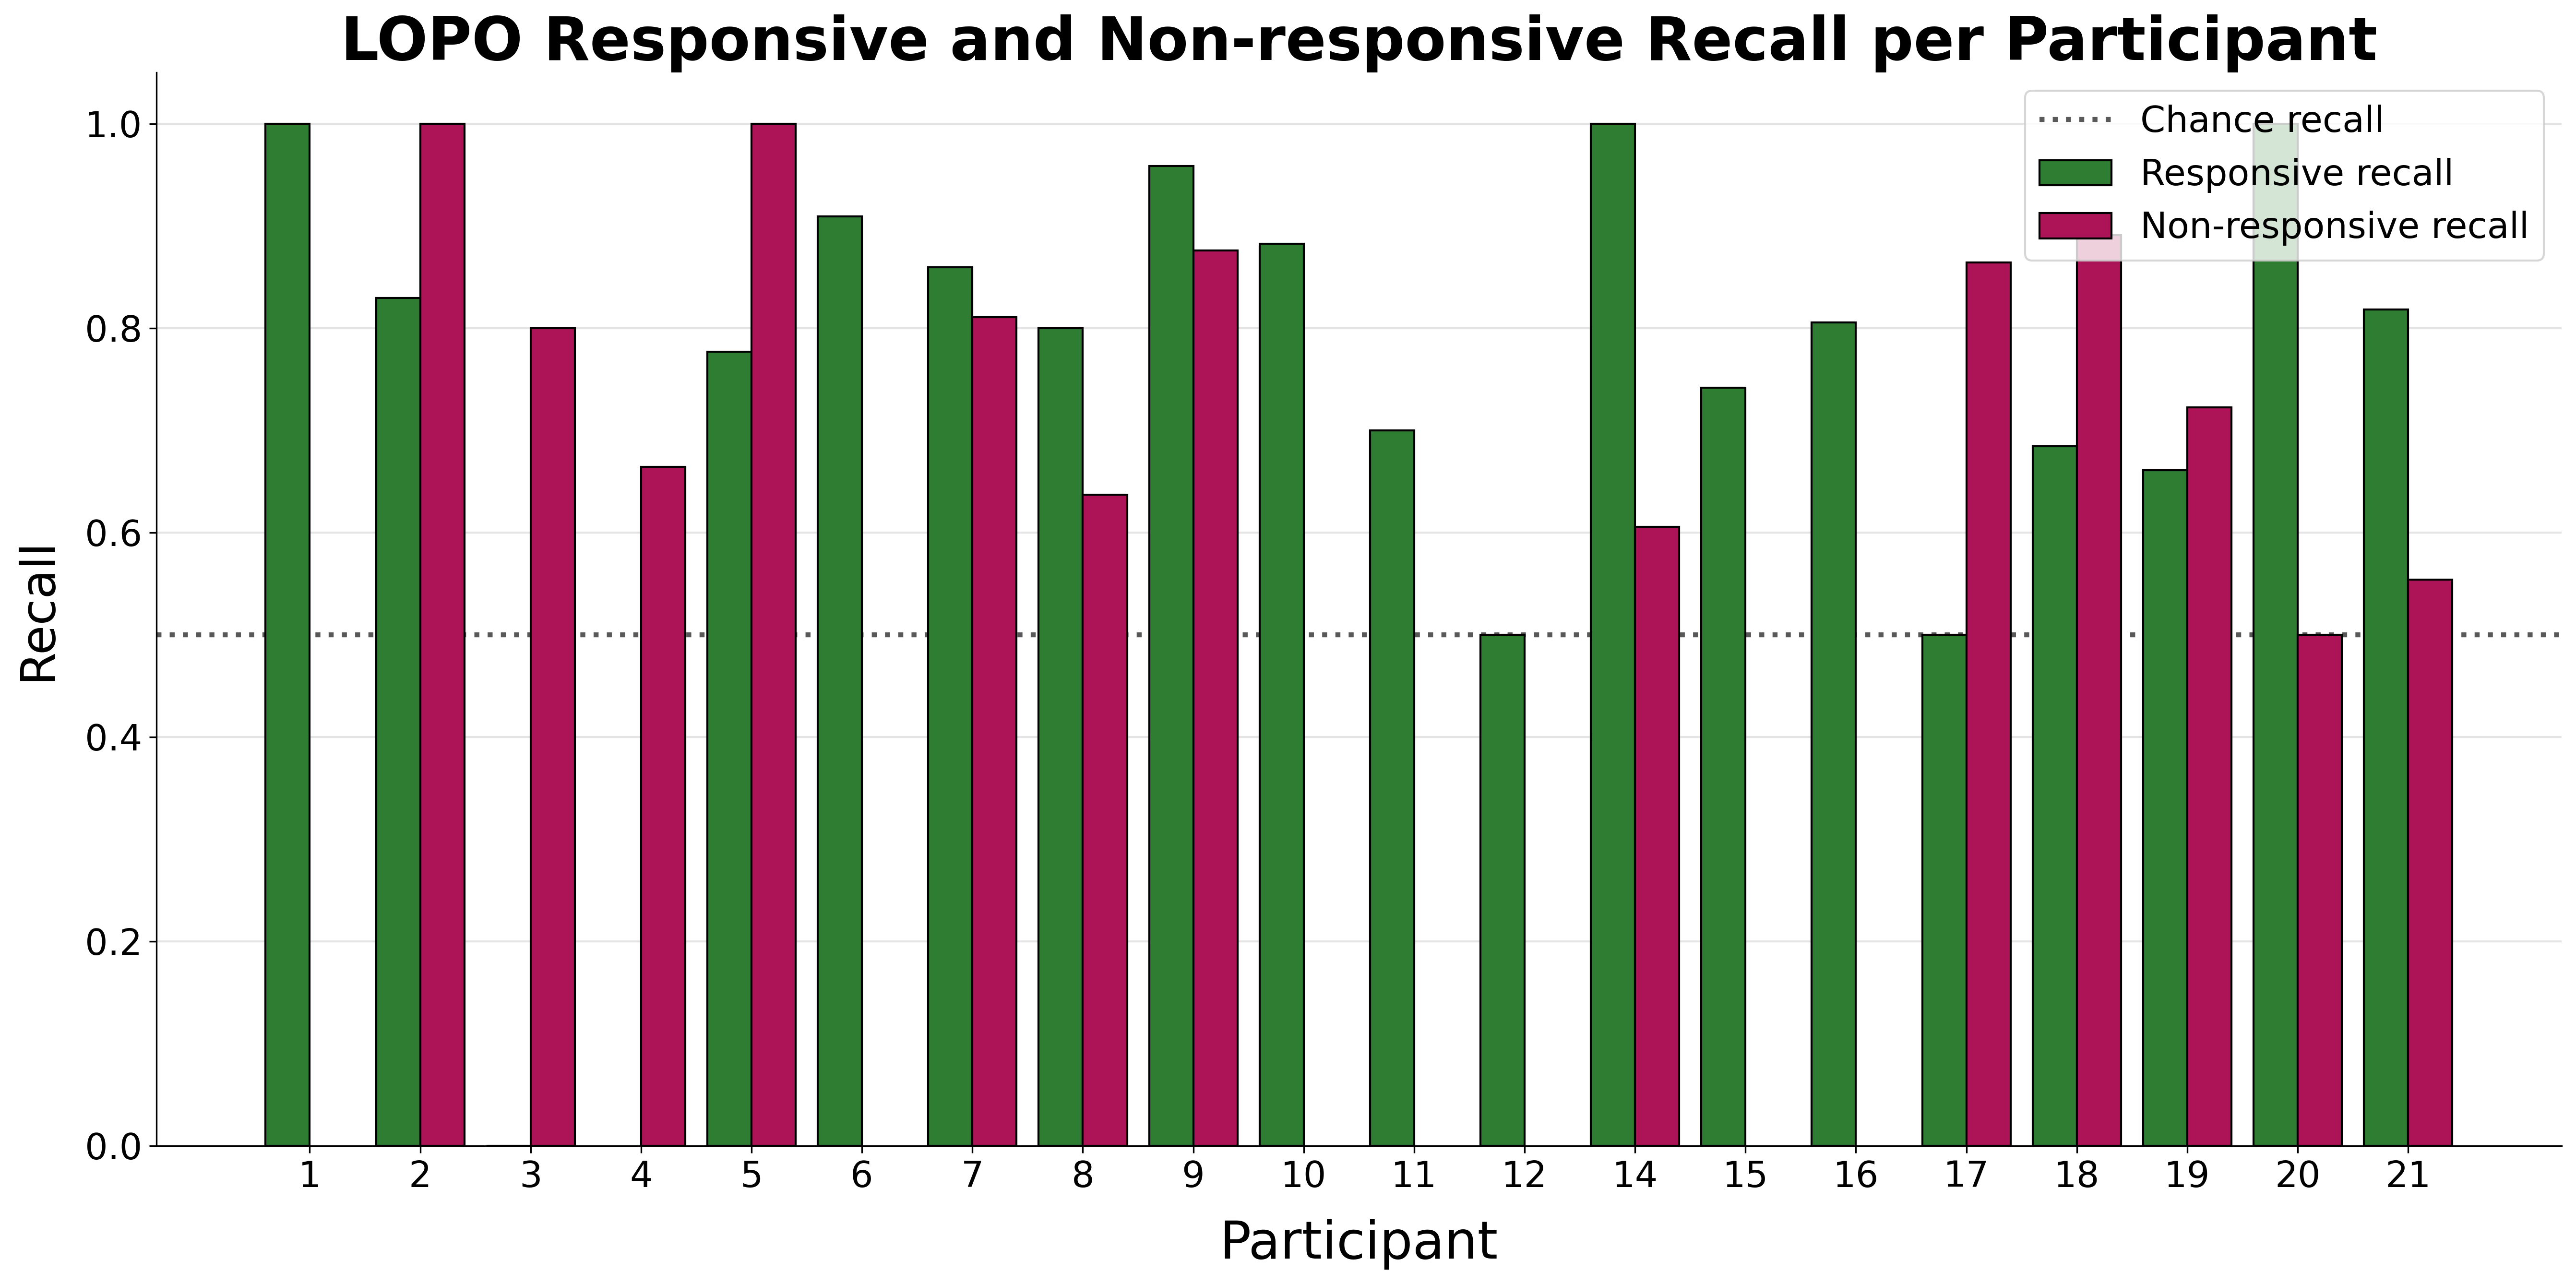 LOPO Responsive and Non-responsive Recall per Participant
Chance recall
Responsive recall
Non-responsive recall
1.0
0.8
0.6
0.4
0.2
0.0
Recall
1 2 3 4 5 6 7 8 9 10 11 12 14 15 16 17 18 19 20 21
Participant